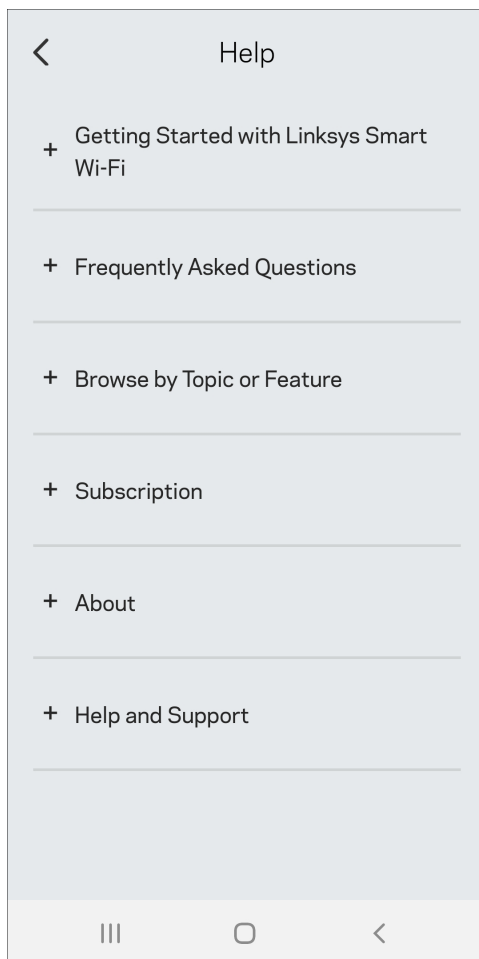 Help
+ Getting Started with Linksys Smart
Wi-Fi
+ Frequently Asked Questions
+ Browse by Topic or Feature
+ Subscription
+ About
+ Help and Support